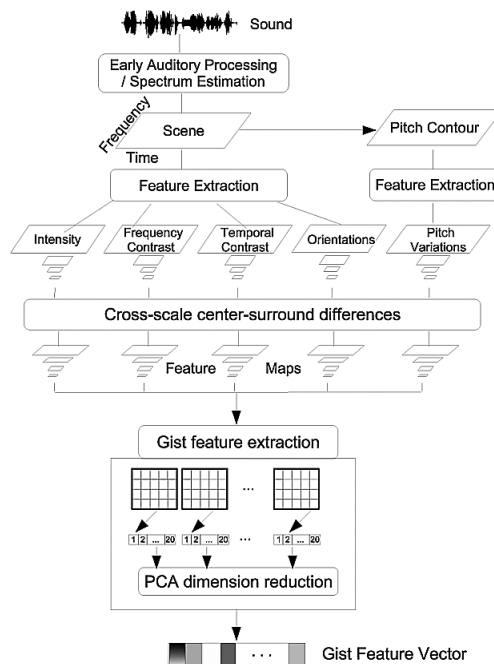 Sound
Early Auditory Processing
/ Spectrum Estimation
Frequency
Scene
Time
Pitch Contour
Feature Extraction
Feature Extraction
Intensity
Frequency
Contrast
Temporal
Contrast
Orientations
Pitch
Variations
Cross-scale center-surround differences
Feature Maps
Gist feature extraction
...
1 2 ... 20 1 2 ... 20 ... 1 2 ... 20
PCA dimension reduction
... Gist Feature Vector